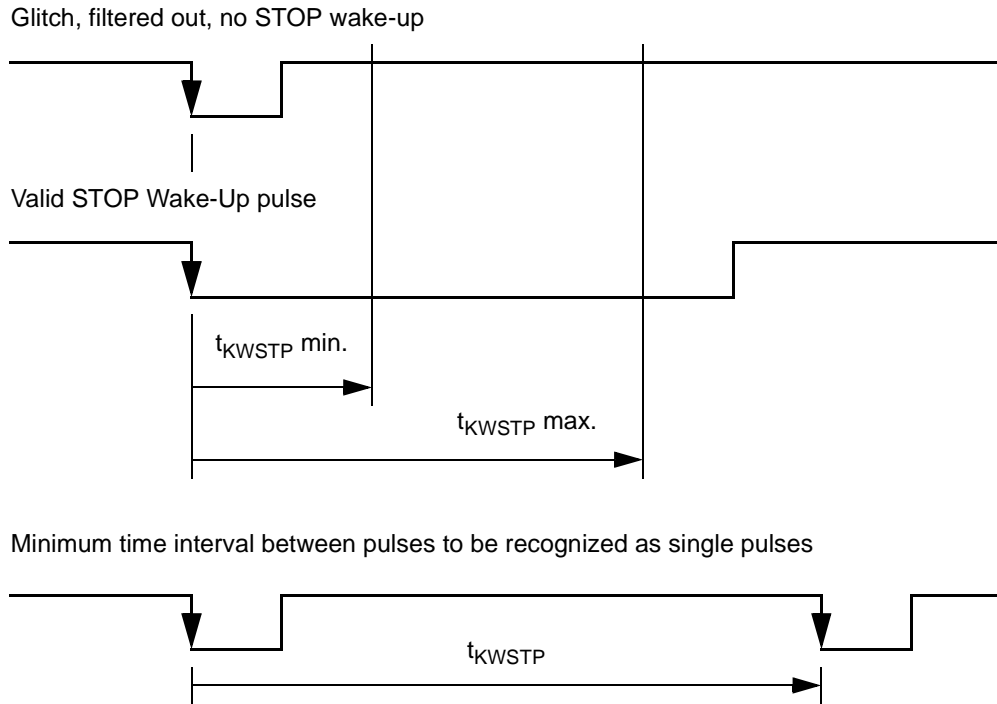 Glitch, filtered out, no STOP wake-up
Valid STOP Wake-Up pulse
tKWSTP min.
tKWSTP max.
Minimum time interval between pulses to be recognized as single pulses
tKWSTP